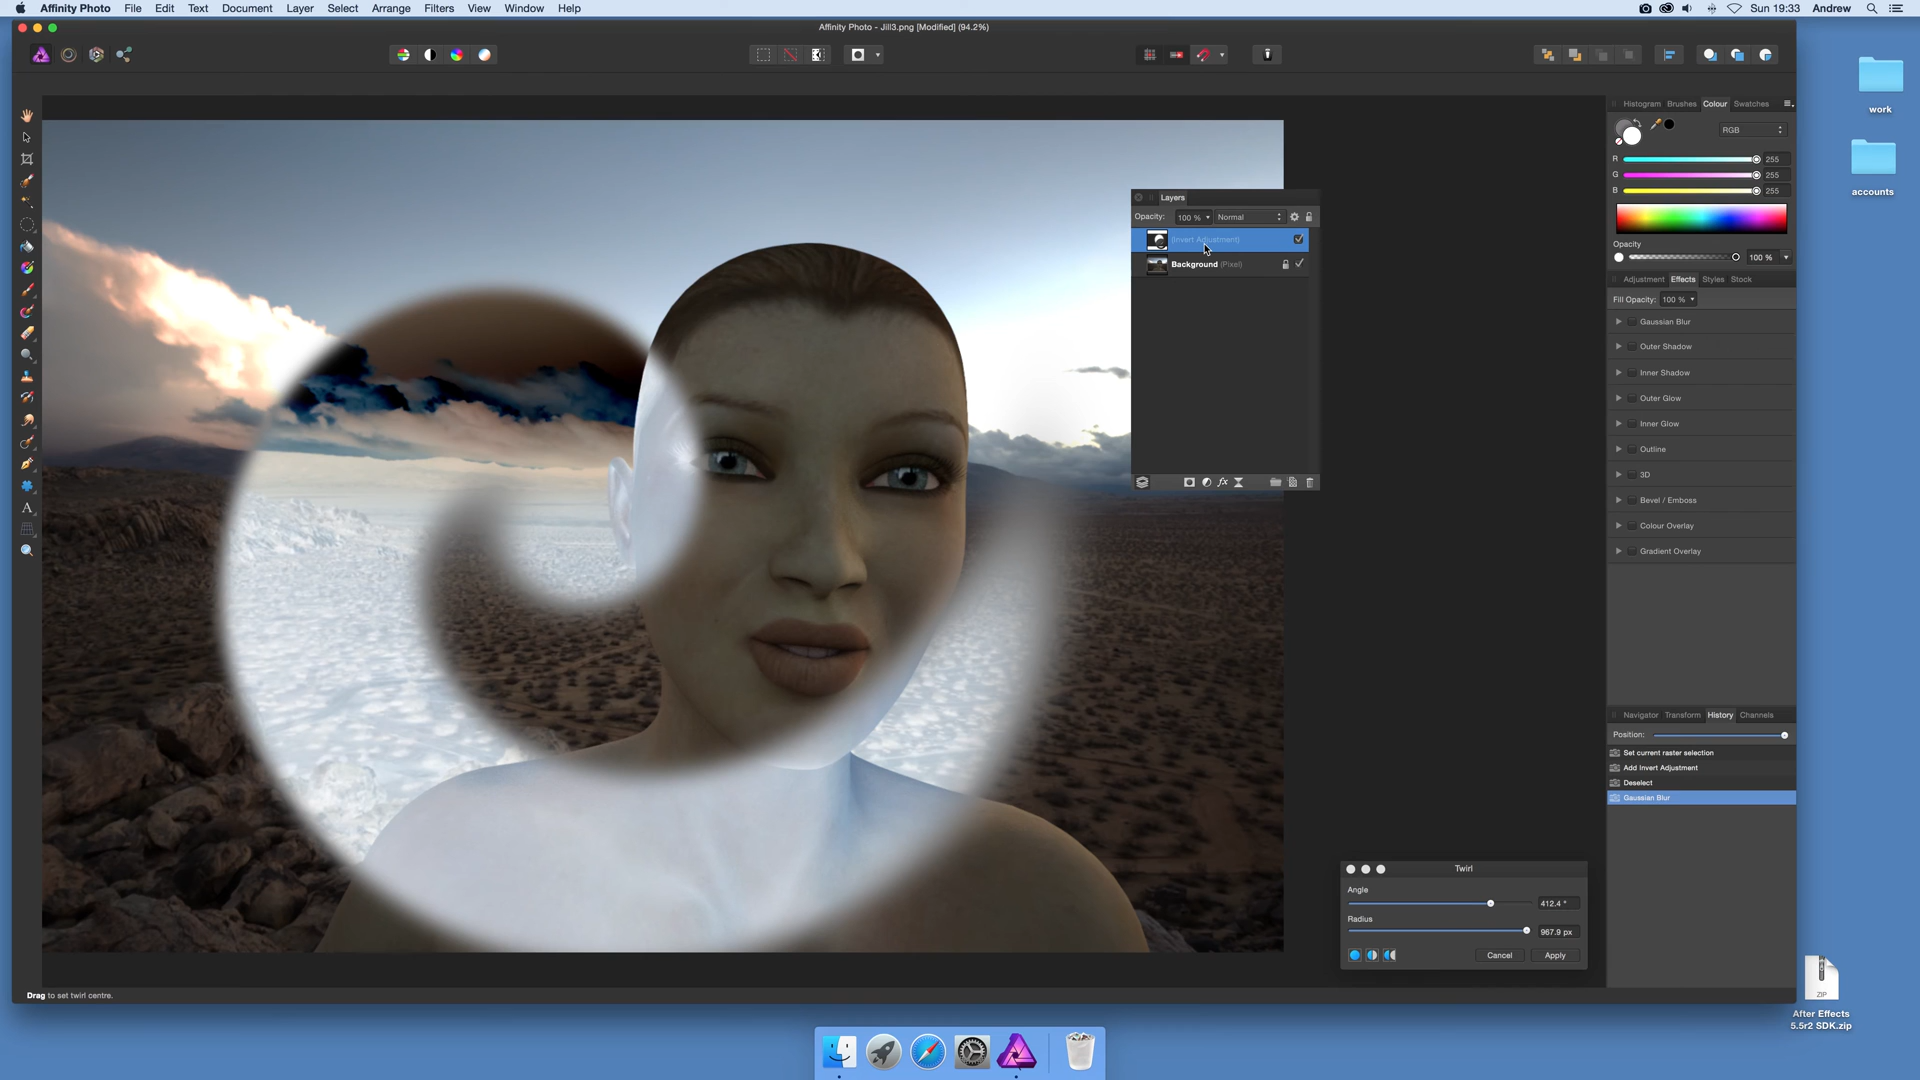 Affinity Photo File Edit Text Document Layer Select Arrange Filters View Window Help Sun 19:33 Andrew
Affinity Photo - Jill3.png [Modified] (94.2%)
work
accounts
Histogram Brushes Colour Swatches
RGB
R 255
G 255
B 255
Opacity
100 %
Layers
Opacity: 100 % Normal
(Invert Adjustment)
Background (Pixel)
Adjustment Effects Styles Stock
Fill Opacity: 100 %
Gaussian Blur
Outer Shadow
Inner Shadow
Outer Glow
Inner Glow
Outline
3D
Bevel / Emboss
Colour Overlay
Gradient Overlay
Navigator Transform History Channels
Position:
Set current raster selection
Add Invert Adjustment
Deselect
Gaussian Blur
Twirl
Angle
412.4 °
Radius
967.9 px
Cancel Apply
Drag to set twirl centre.
ZIP
After Effects
5.5r2 SDK.zip